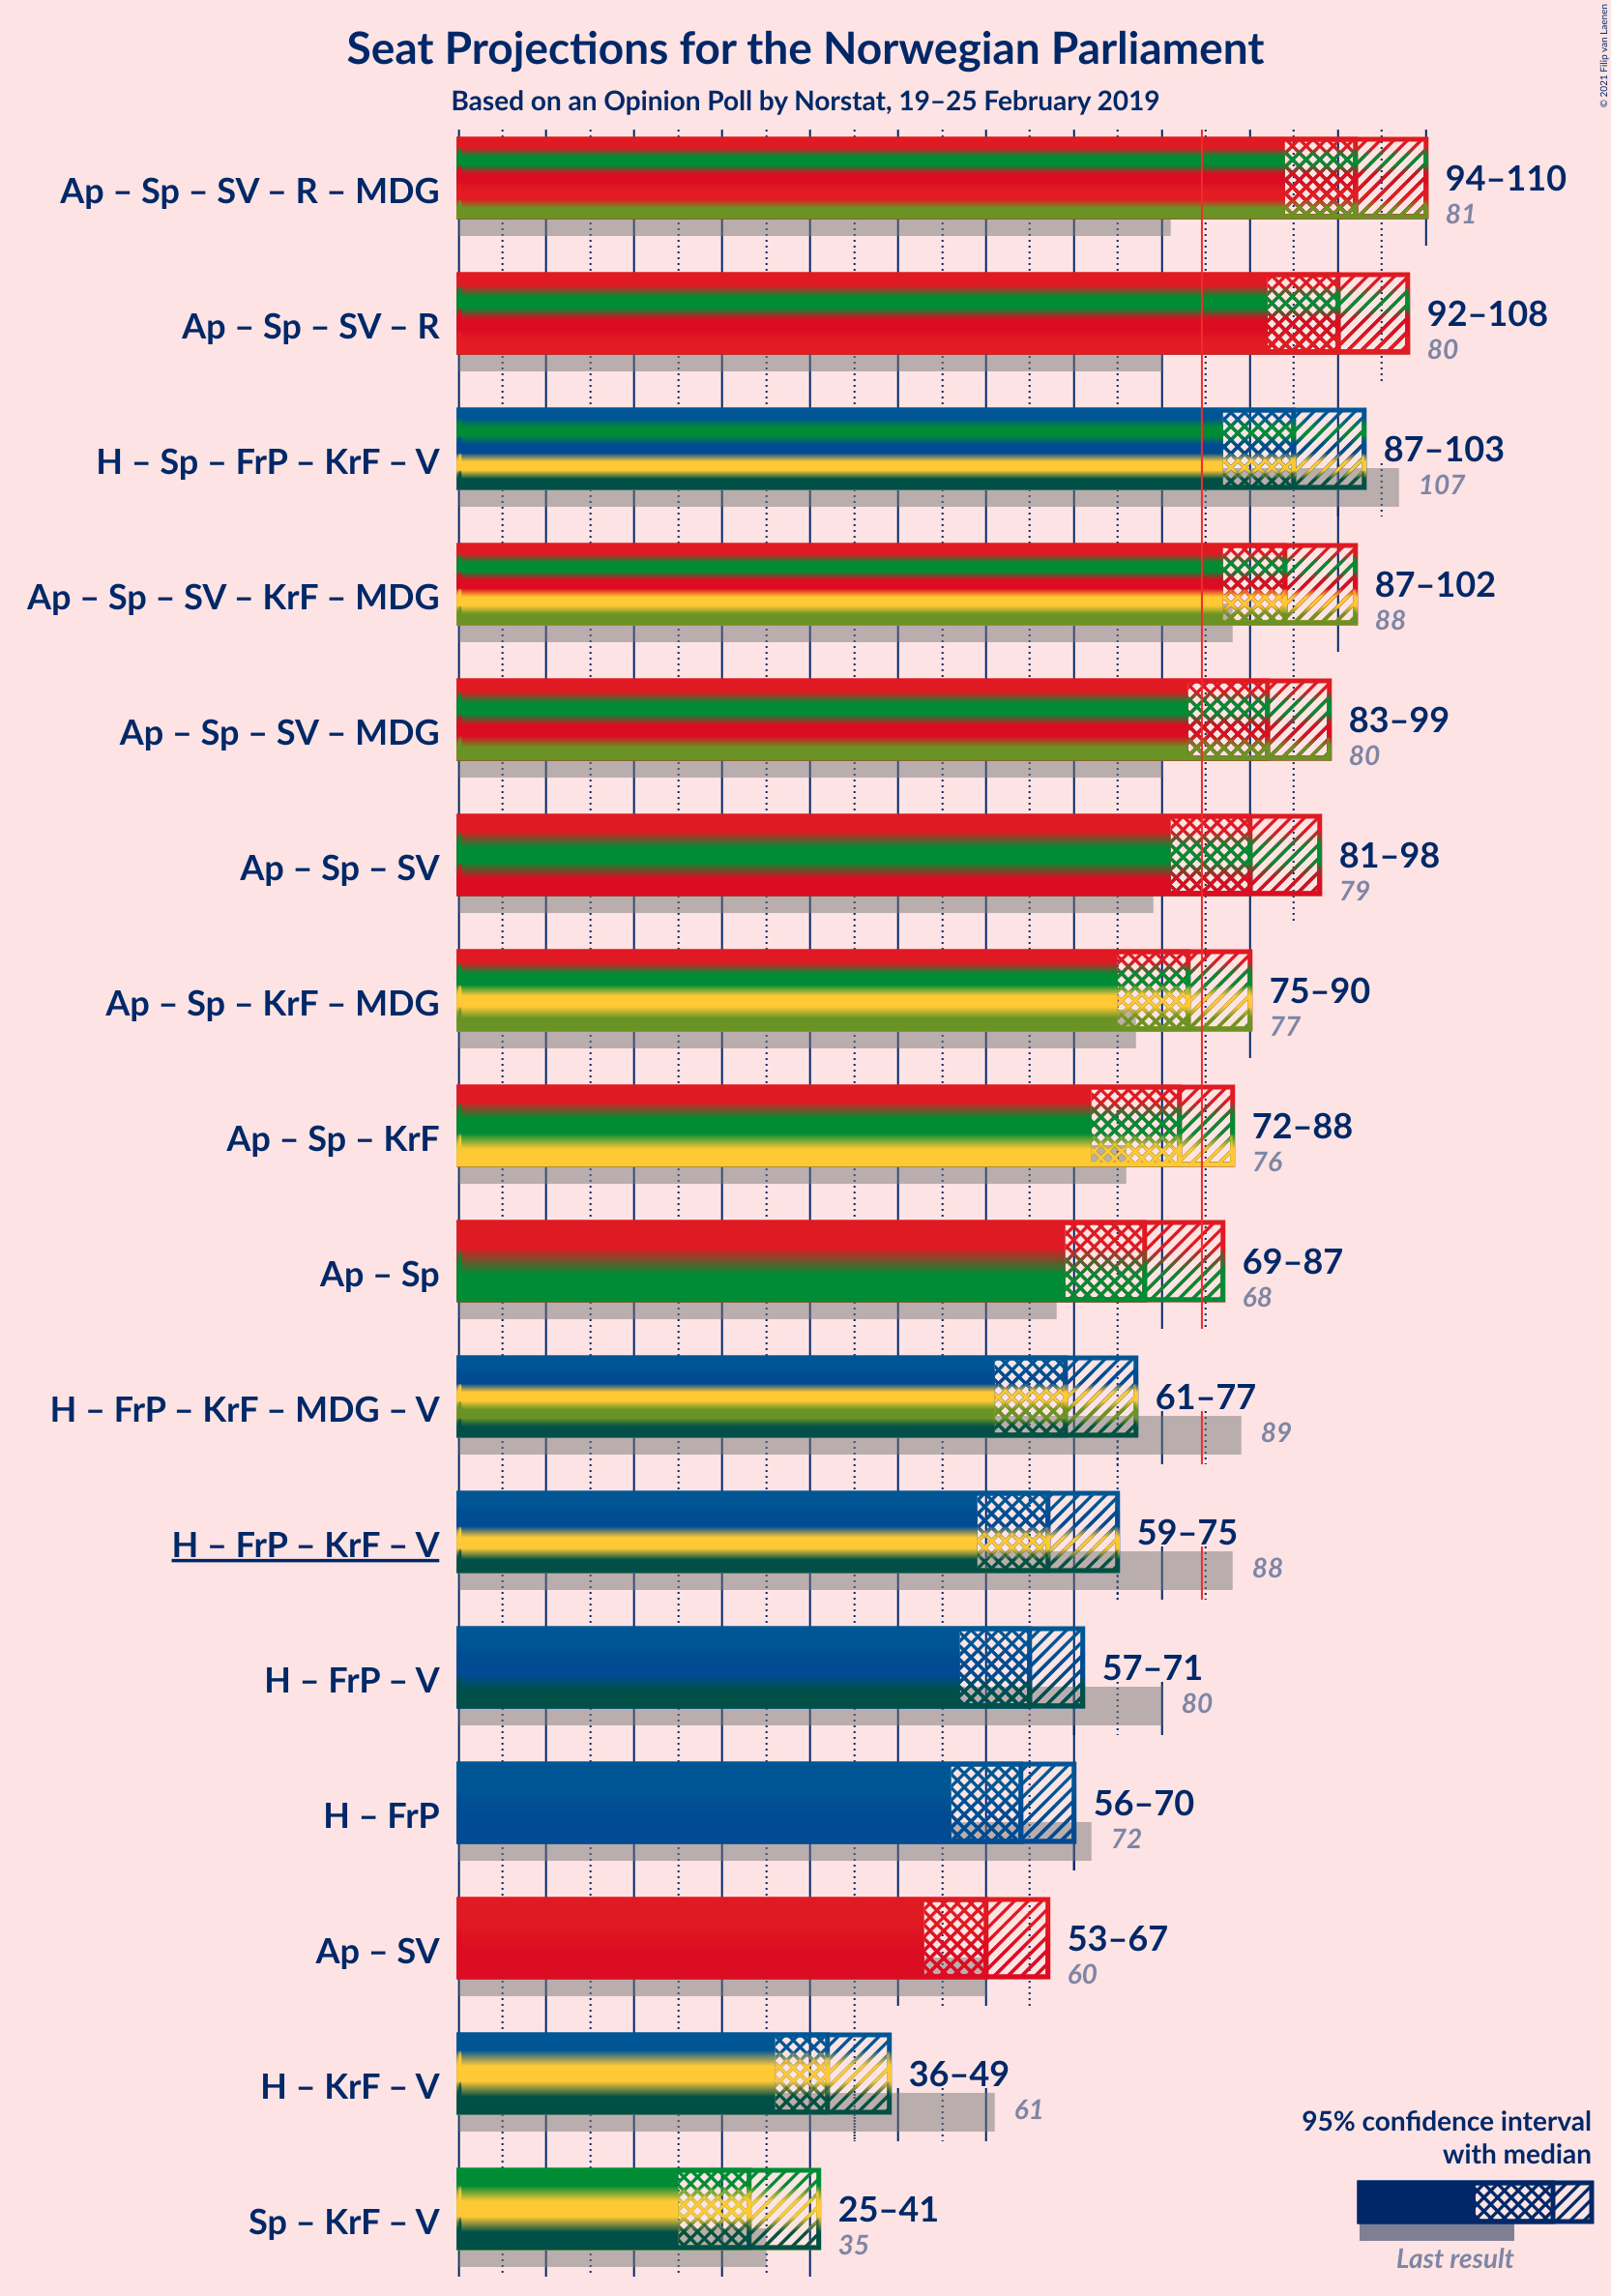 © 2021 Filip van Laenen
Seat Projections for the Norwegian Parliament
Based on an Opinion Poll by Norstat, 19–25 February 2019
Ap – Sp – SV – R – MDG
94–110
81
Ap – Sp – SV – R
92–108
80
H – Sp – FrP – KrF – V
87–103
107
Ap – Sp – SV – KrF – MDG
87–102
88
Ap – Sp – SV – MDG
83–99
80
Ap – Sp – SV
81–98
79
Ap – Sp – KrF – MDG
75–90
77
Ap – Sp – KrF
72–88
76
Ap – Sp
69–87
68
H – FrP – KrF – MDG – V
61–77
89
H – FrP – KrF – V
59–75
88
H – FrP – V
57–71
80
H – FrP
56–70
72
Ap – SV
53–67
60
H – KrF – V
36–49
61
Sp – KrF – V
25–41
35
95% confidence interval
with median
Last result